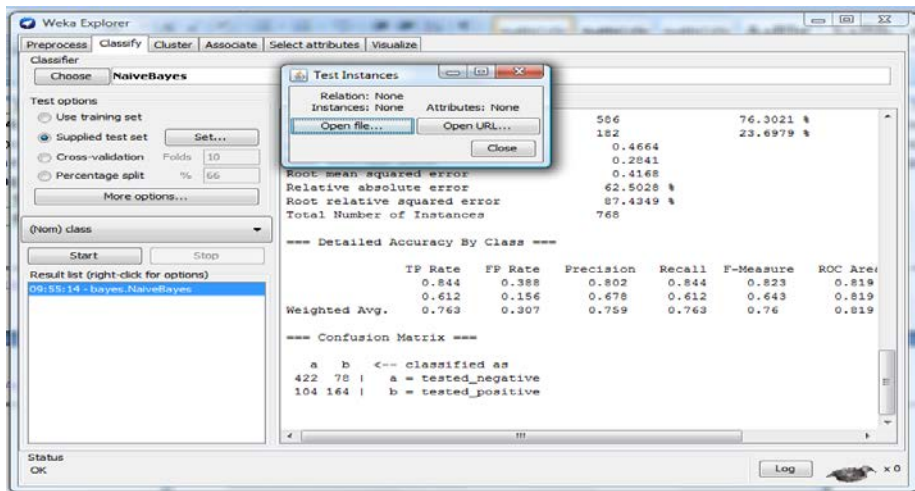 Weka Explorer
Preprocess Classify Cluster Associate Select attributes Visualize
Classifier
Choose NaiveBayes
Test options
Use training set
Supplied test set Set...
Cross-validation Folds 10
Percentage split % 66
More options...
(Nom) class
Start Stop
Result list (right-click for options)
09:55:14 - bayes.NaiveBayes
Test Instances
Relation: None
Instances: None Attributes: None
Open file... Open URL...
Close
586 76.3021 %
182 23.6979 %
0.4664
0.2841
Root mean squared error 0.4168
Relative absolute error 62.5028 %
Root relative squared error 87.4349 %
Total Number of Instances 768
=== Detailed Accuracy By Class ===
TP Rate FP Rate Precision Recall F-Measure ROC Area
0.844 0.388 0.802 0.844 0.823 0.819
0.612 0.156 0.678 0.612 0.643 0.819
Weighted Avg. 0.763 0.307 0.759 0.763 0.76 0.819
=== Confusion Matrix ===
a b <-- classified as
422 78 | a = tested_negative
104 164 | b = tested_positive
Status
OK
Log x 0